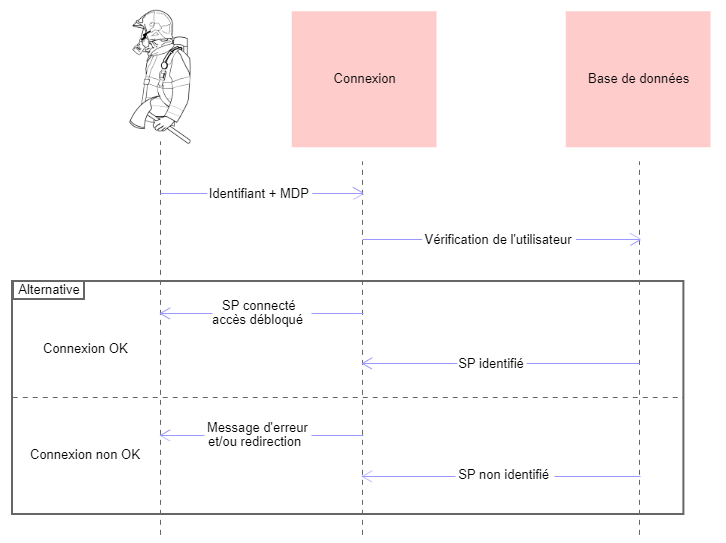 Connexion
Base de données
Identifiant + MDP
Vérification de l'utilisateur
Alternative
SP connecté
accès débloqué
Connexion OK
SP identifié
Message d'erreur
et/ou redirection
Connexion non OK
SP non identifié